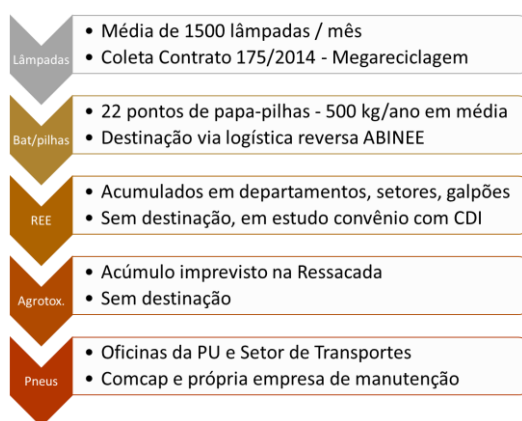 Lâmpadas
• Média de 1500 lâmpadas / mês
• Coleta Contrato 175/2014 - Megareciclagem
Bat/pilhas
• 22 pontos de papa-pilhas - 500 kg/ano em média
• Destinação via logística reversa ABINEE
REE
• Acumulados em departamentos, setores, galpões
• Sem destinação, em estudo convênio com CDI
Agrotox.
• Acúmulo imprevisto na Ressacada
• Sem destinação
Pneus
• Oficinas da PU e Setor de Transportes
• Comcap e própria empresa de manutenção